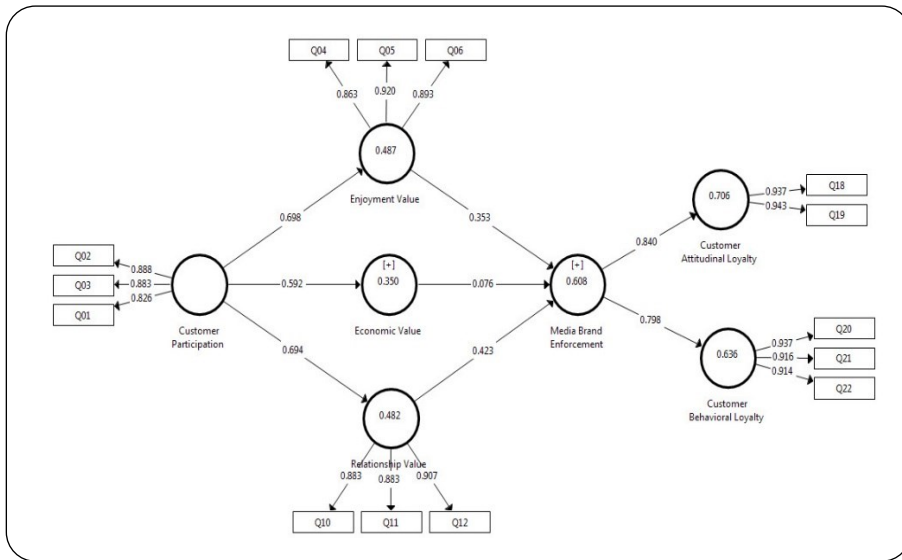 Q04
Q05
Q06
0.863
0.920
0.893
0.487
Enjoyment Value
0.698
0.353
Q02
Q03
Q01
0.888
0.883
0.826
Customer
Participation
0.592
[+]
0.350
Economic Value
0.076
[+]
0.608
Media Brand
Enforcement
0.694
0.423
0.482
Relationship Value
0.883
0.883
0.907
Q10
Q11
Q12
0.840
0.706
Customer
Attitudinal Loyalty
0.937
0.943
Q18
Q19
0.798
0.636
Customer
Behavioral Loyalty
0.937
0.916
0.914
Q20
Q21
Q22